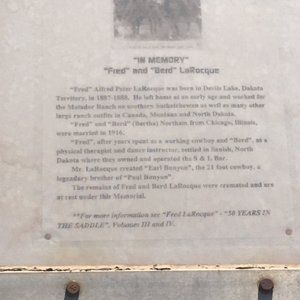 "IN MEMORY"
"Fred" and "Berd" LaRocque
"Fred" Alfred Peter LaRocque was born in Devils Lake, Dakota
Territory, in 1887-1888. He left home at an early age and worked for
the Matador Ranch on southern Saskatchewan as well as many other
large ranch outfits in Canada, Montana and North Dakota.
"Fred" and "Berd" (Bertha) Northam from Chicago, Illinois,
were married in 1916.
"Fred", after years spent as a working cowboy and "Berd", as a
physical therapist and dance instructor, settled in Sanish, North
Dakota where they owned and operated the S & L Bar.
Mr. LaRocque created "Earl Bunyon", the 21 foot cowboy, a
legendary brother of "Paul Bunyon".
The remains of Fred and Berd LaRocque were cremated and are
at rest under this Memorial.
**For more information see "Fred LaRocque" - "50 YEARS IN
THE SADDLE", Volumes III and IV.